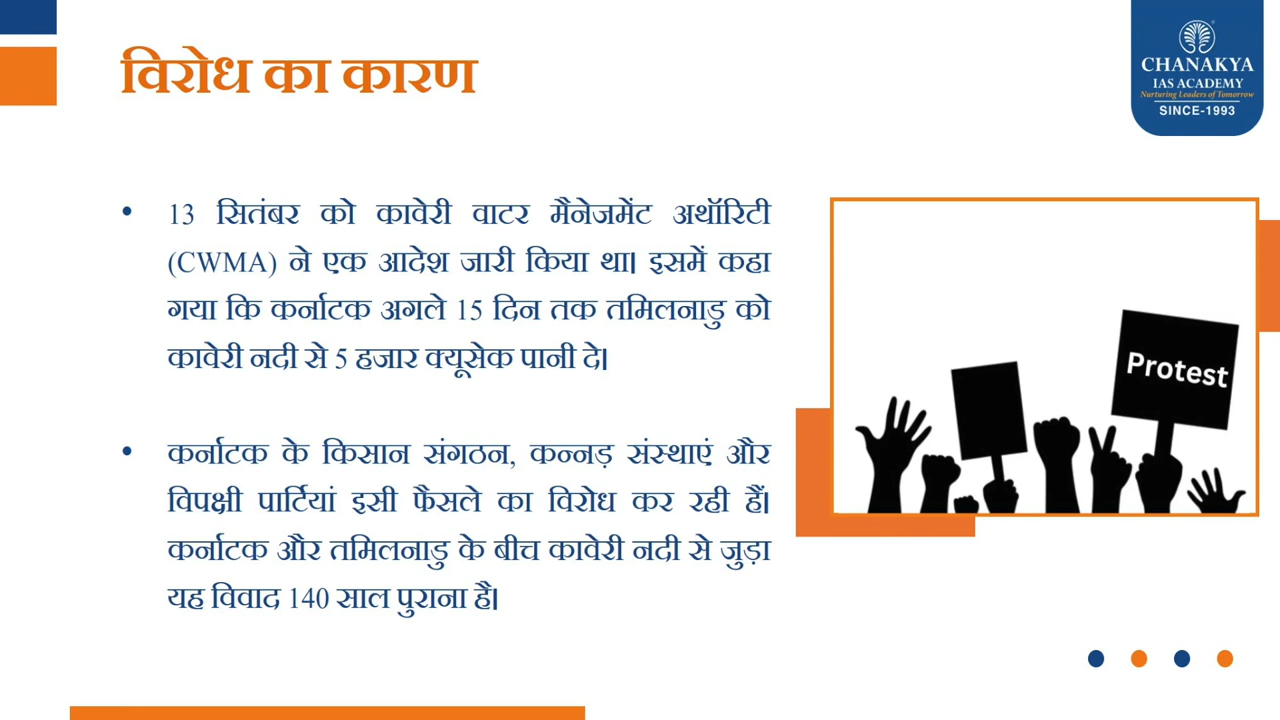 विरोध का कारण
CHANAKYA
IAS ACADEMY
Nurturing Leaders of Tomorrow
SINCE-1993
• 13 सितंबर को कावेरी वाटर मैनेजमेंट अथॉरिटी
(CWMA) ने एक आदेश जारी किया था। इसमें कहा
गया कि कर्नाटक अगले 15 दिन तक तमिलनाडु को
कावेरी नदी से 5 हजार क्यूसेक पानी दे।
• कर्नाटक के किसान संगठन, कन्नड़ संस्थाएं और
विपक्षी पार्टियां इसी फैसले का विरोध कर रही हैं।
कर्नाटक और तमिलनाडु के बीच कावेरी नदी से जुड़ा
यह विवाद 140 साल पुराना है।
Protest